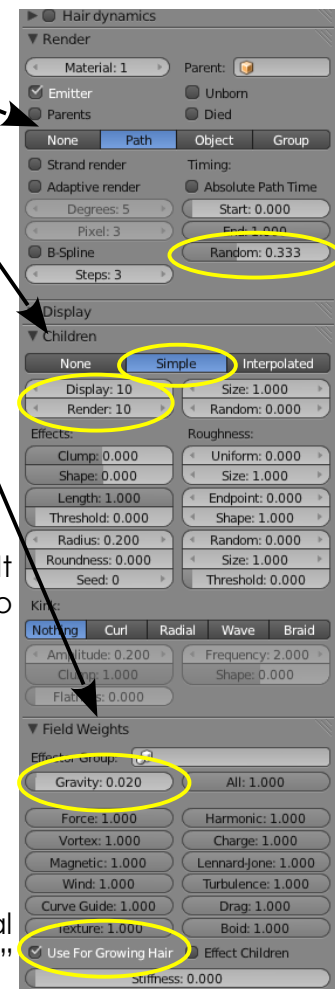 Hair dynamics
Render
Material: 1 Parent:
Emitter Unborn
Parents Died
None Path Object Group
Strand render Timing:
Adaptive render Absolute Path Time
Degrees: 5 Start: 0.000
Pixel: 3 End: 1.000
B-Spline Random: 0.333
Steps: 3
Display
Children
None Simple Interpolated
Display: 10 Size: 1.000
Render: 10 Random: 0.000
Effects: Roughness:
Clump: 0.000 Uniform: 0.000
Shape: 0.000 Size: 1.000
Length: 1.000 Endpoint: 0.000
Threshold: 0.000 Shape: 1.000
Radius: 0.200 Random: 0.000
Roundness: 0.000 Size: 1.000
Seed: 0 Threshold: 0.000
lt
o
Kink:
Nothing Curl Radial Wave Braid
Amplitude: 0.200 Frequency: 2.000
Clump: 1.000 Shape: 0.000
Flatness: 0.000
Field Weights
Effector Group:
Gravity: 0.020 All: 1.000
Force: 1.000 Harmonic: 1.000
Vortex: 1.000 Charge: 1.000
Magnetic: 1.000 Lennard-Jone: 1.000
Wind: 1.000 Turbulence: 1.000
Curve Guide: 1.000 Drag: 1.000
Texture: 1.000 Boid: 1.000
al
" Use For Growing Hair Effect Children
Stiffness: 0.000